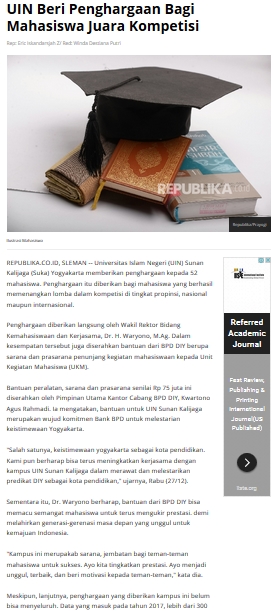 UIN Beri Penghargaan Bagi
Mahasiswa Juara Kompetisi
Rep: Eric Iskandarsjah Z/ Red: Winda Destiana Putri
REPUBLIKA.CO.ID
Republika/Prayogi
Ilustrasi Mahasiswa
REPUBLIKA.CO.ID, SLEMAN -- Universitas Islam Negeri (UIN) Sunan
Kalijaga (Suka) Yogyakarta memberikan penghargaan kepada 52
mahasiswa. Penghargaan itu diberikan bagi mahasiswa yang berhasil
memenangkan lomba dalam kompetisi di tingkat propinsi, nasional
maupun internasional.
Penghargaan diberikan langsung oleh Wakil Rektor Bidang
Kemahasiswaan dan Kerjasama, Dr. H. Waryono, M.Ag. Dalam
kesempatan tersebut juga diserahkan bantuan dari BPD DIY berupa
sarana dan prasarana penunjang kegiatan mahasiswaan kepada Unit
Kegiatan Mahasiswa (UKM).
Bantuan peralatan, sarana dan prasarana senilai Rp 75 juta ini
diserahkan oleh Pimpinan Utama Kantor Cabang BPD DIY, Kwartono
Agus Rahmadi. Ia mengatakan, bantuan untuk UIN Sunan Kalijaga
merupakan wujud komitmen Bank BPD untuk melestarian
keistimewaan Yogyakarta.
"Salah satunya, keistimewaan yogyakarta sebagai kota pendidikan.
Kami pun berharap bisa terus meningkatkan kerjasama dengan
kampus UIN Sunan Kalijaga dalam merawat dan melestarikan
predikat DIY sebagai kota pendidikan," ujarnya, Rabu (27/12).
Sementara itu, Dr. Waryono berharap, bantuan dari BPD DIY bisa
memacu semangat mahasiswa untuk terus mengukir prestasi. demi
melahirkan generasi-generasi masa depan yang unggul untuk
kemajuan Indonesia.
"Kampus ini merupakab sarana, jembatan bagi teman-teman
mahasiswa untuk sukses. Ayo kita tingkatkan prestasi. Ayo menjadi
unggul, terbaik, dan beri motivasi kepada teman-teman," kata dia.
Meskipun, lanjutnya, penghargaan yang diberikan kampus ini belum
bisa menyeluruh. Data yang masuk pada tahun 2017, lebih dari 300
Referred
Academic
Journal
Fast Review,
Publishing &
Printing
International
Journal(US
Published)
ijstre.org